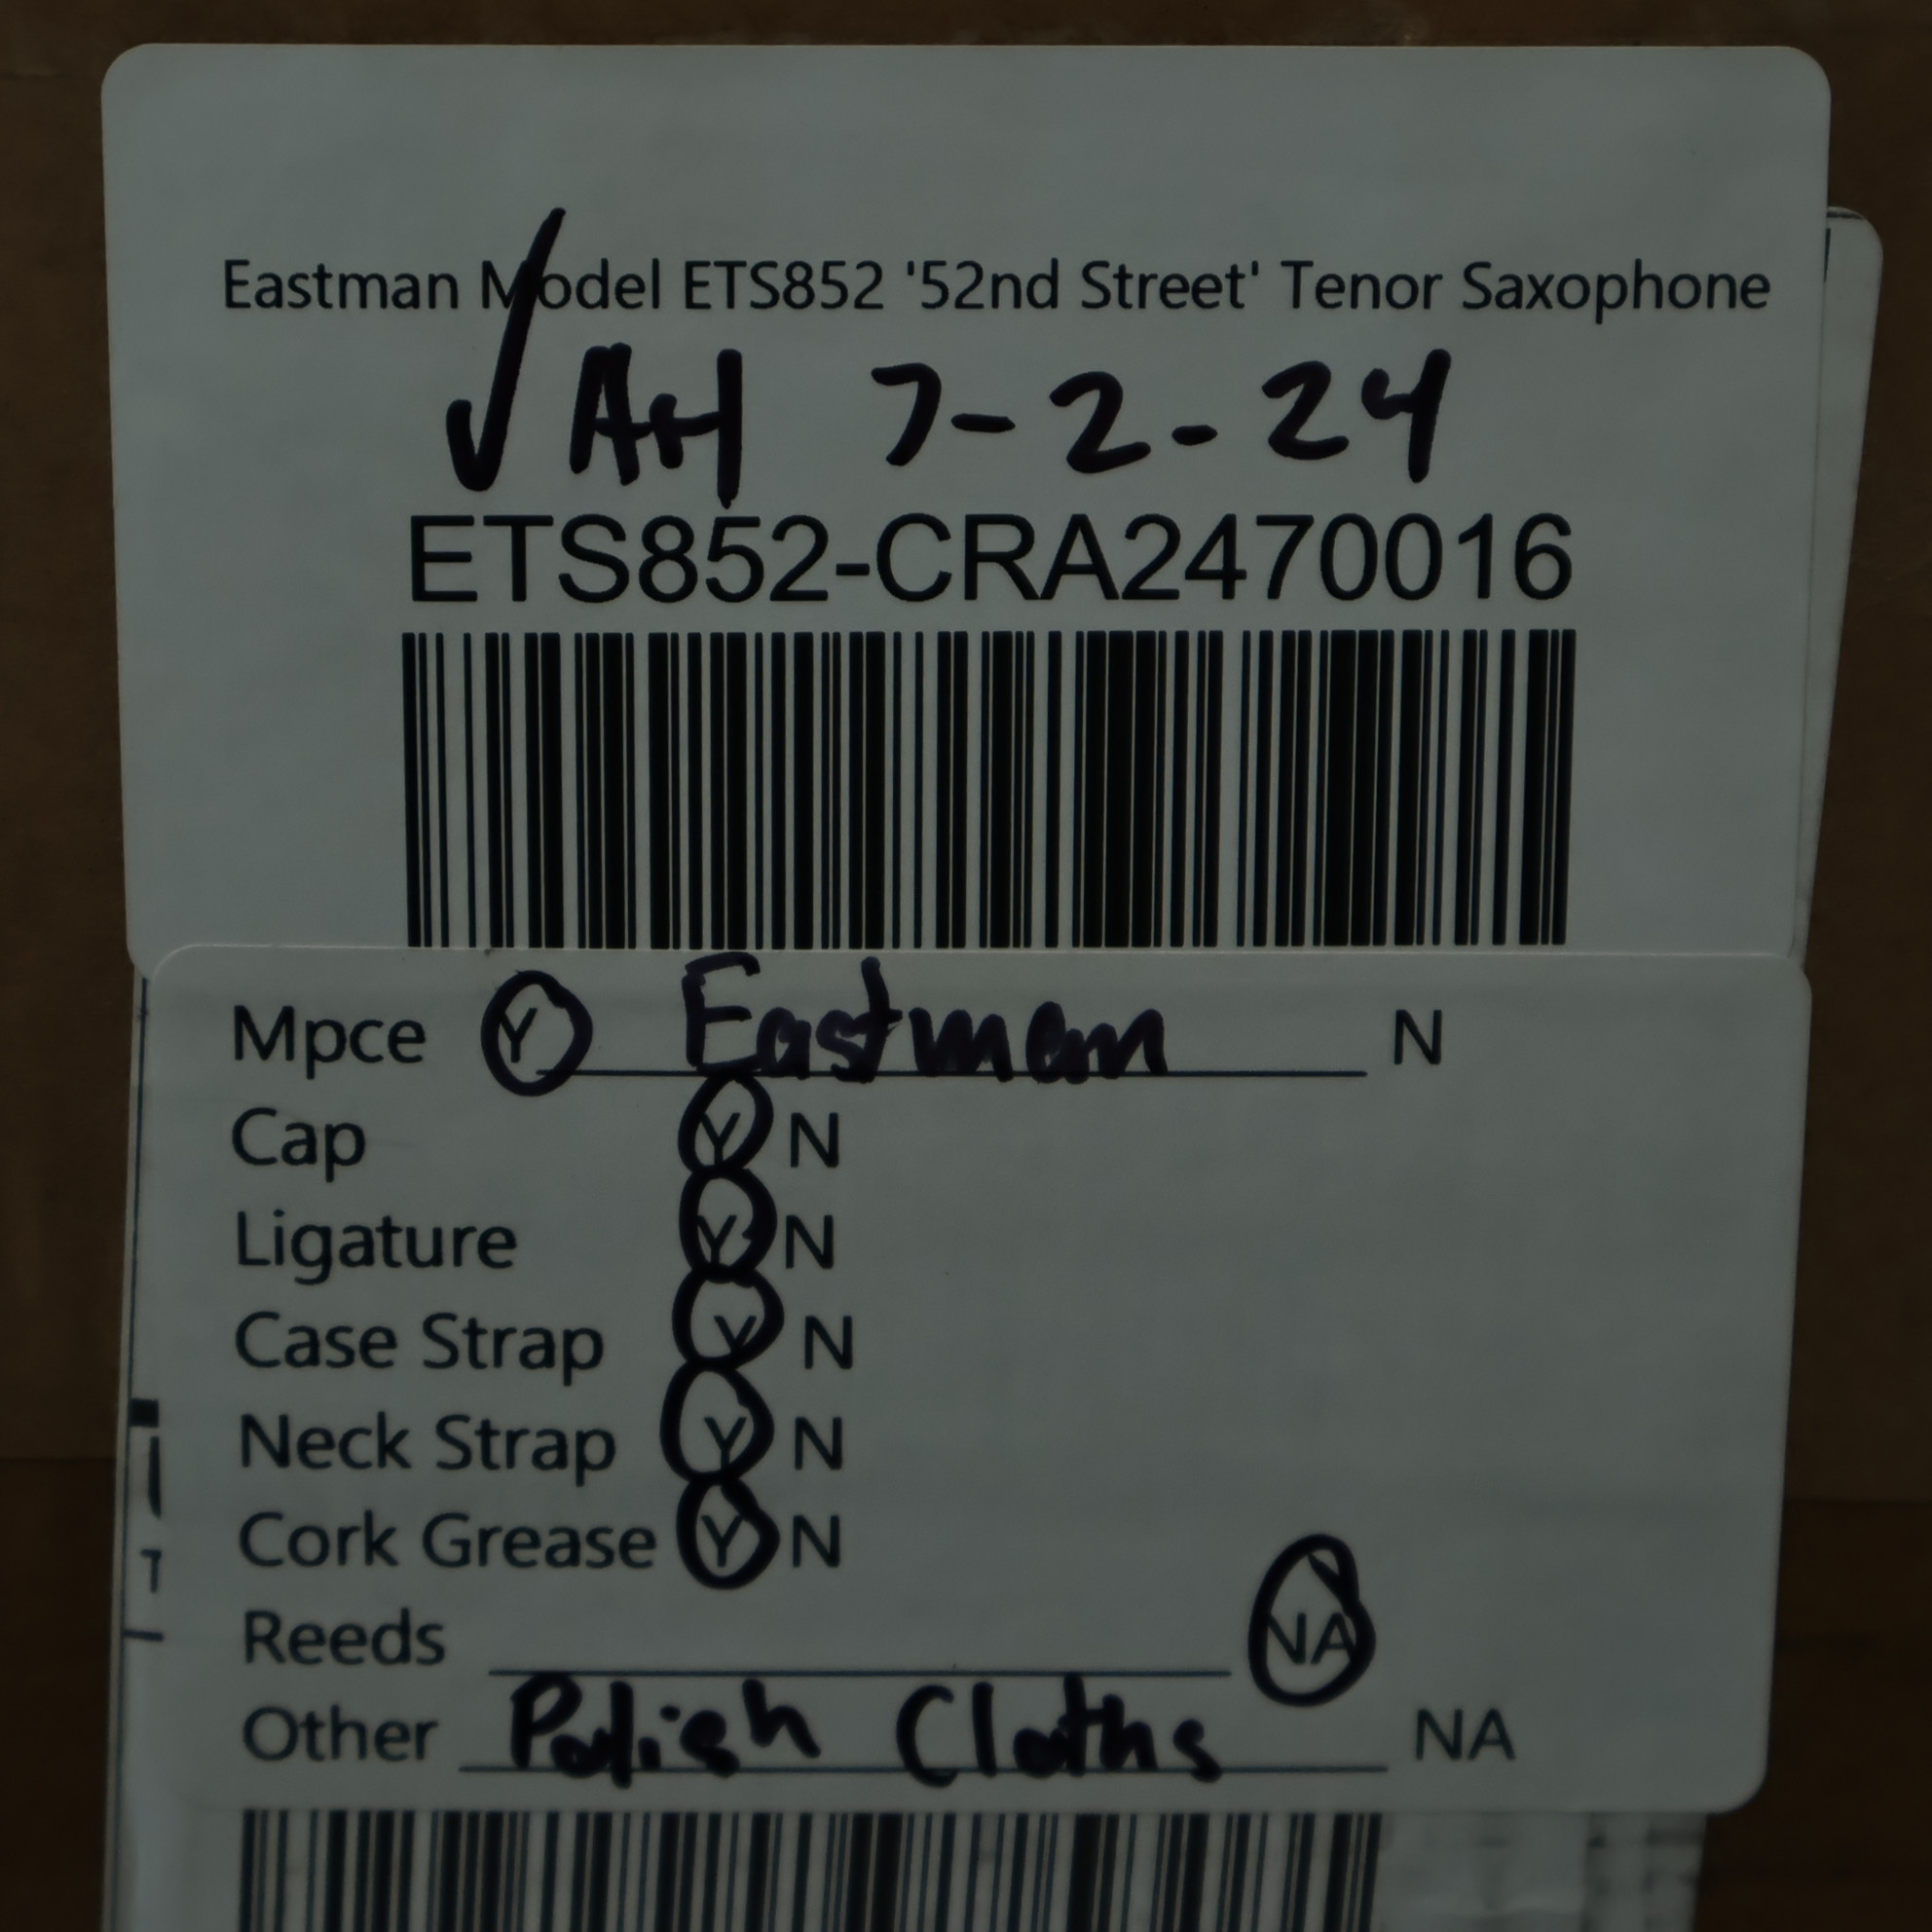 Eastman Model ETS852 '52nd Street' Tenor Saxophone
✓ AH 7-2-24
ETS852-CRA2470016
Mpce Y Eastman N
Cap Y N
Ligature Y N
Case Strap Y N
Neck Strap Y N
Cork Grease Y N
Reeds NA
Other Polish Cloths NA